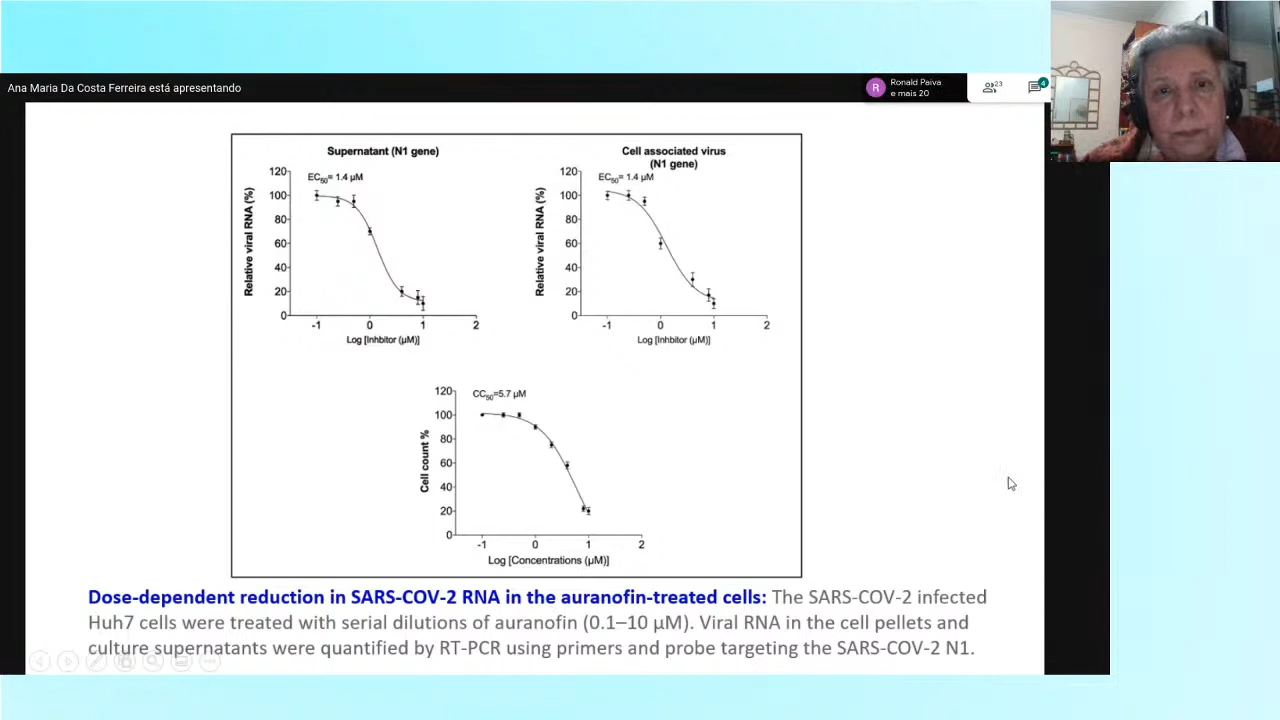 Ana Maria Da Costa Ferreira está apresentando
R
Ronald Paiva
e mais 20
23
4
Supernatant (N1 gene)
EC50= 1.4 µM
Relative viral RNA (%)
120
100
80
60
40
20
0
-1 0 1 2
Log [Inhbitor (µM)]
Cell associated virus
(N1 gene)
EC50= 1.4 µM
Relative viral RNA (%)
120
100
80
60
40
20
0
-1 0 1 2
Log [Inhbitor (µM)]
CC50=5.7 µM
Cell count %
120
100
80
60
40
20
0
-1 0 1 2
Log [Concentrations (µM)]
Dose-dependent reduction in SARS-COV-2 RNA in the auranofin-treated cells: The SARS-COV-2 infected
Huh7 cells were treated with serial dilutions of auranofin (0.1–10 µM). Viral RNA in the cell pellets and
culture supernatants were quantified by RT-PCR using primers and probe targeting the SARS-COV-2 N1.